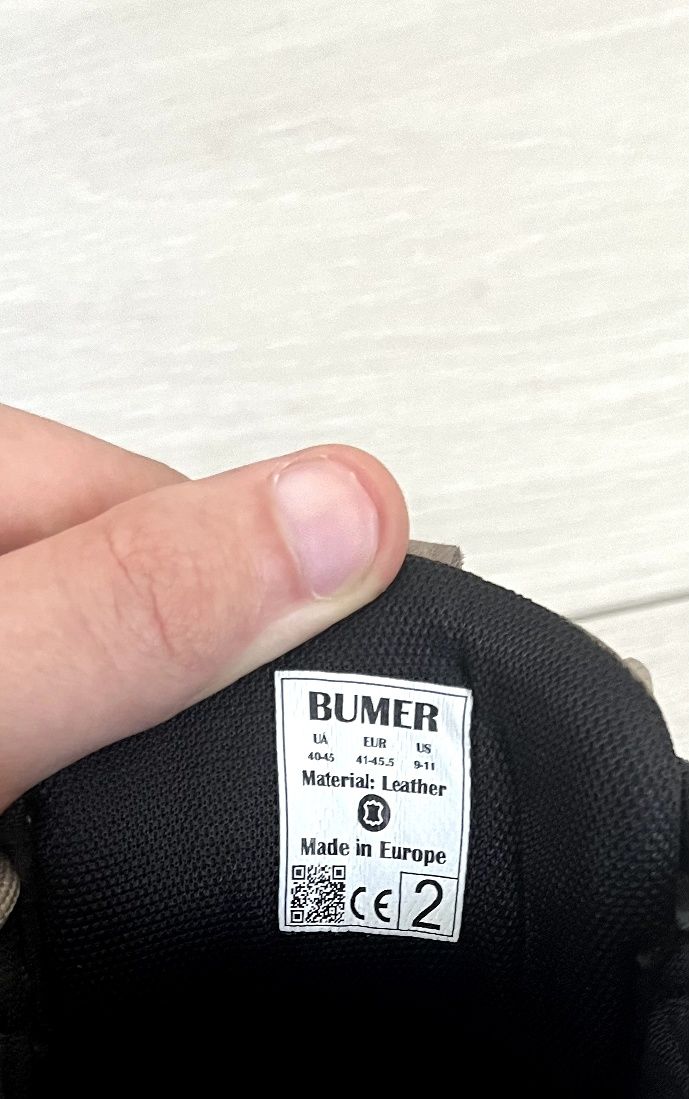 BUMER
UA EUR US
40-45 41-45.5 9-11
Material: Leather
Made in Europe
CE 2